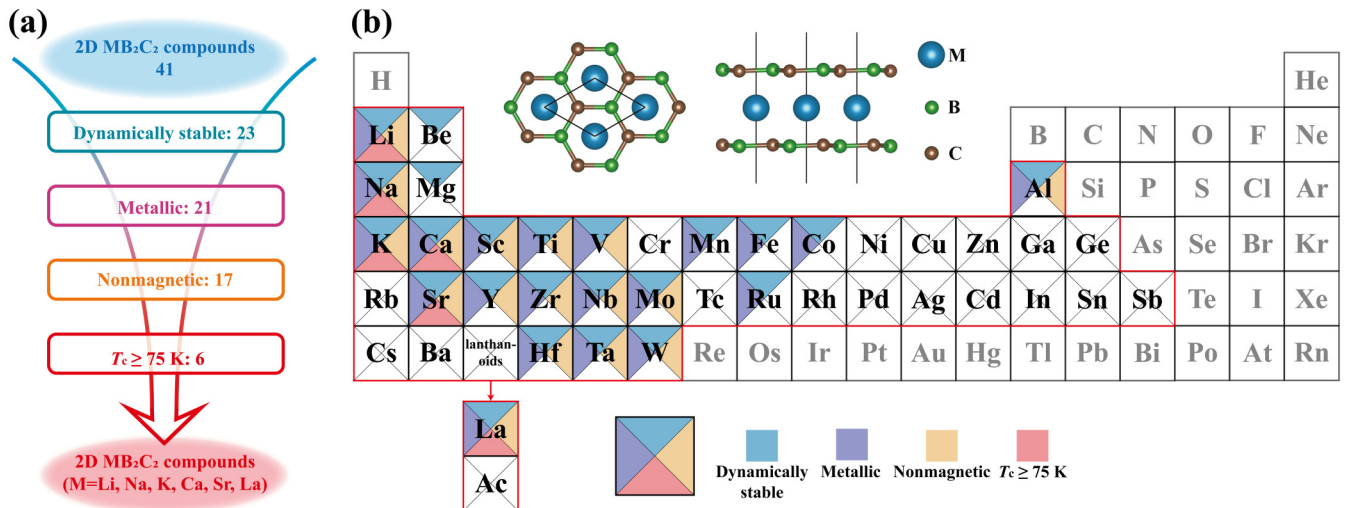 (a)
2D MB₂C₂ compounds
41
Dynamically stable: 23
Metallic: 21
Nonmagnetic: 17
Tc ≥ 75 K: 6
2D MB₂C₂ compounds
(M=Li, Na, K, Ca, Sr, La)
(b)
M
B
C
H He
Li Be B C N O F Ne
Na Mg Al Si P S Cl Ar
K Ca Sc Ti V Cr Mn Fe Co Ni Cu Zn Ga Ge As Se Br Kr
Rb Sr Y Zr Nb Mo Tc Ru Rh Pd Ag Cd In Sn Sb Te I Xe
Cs Ba lanthan-
oids Hf Ta W Re Os Ir Pt Au Hg Tl Pb Bi Po At Rn
La
Ac
Dynamically
stable
Metallic
Nonmagnetic
Tc ≥ 75 K